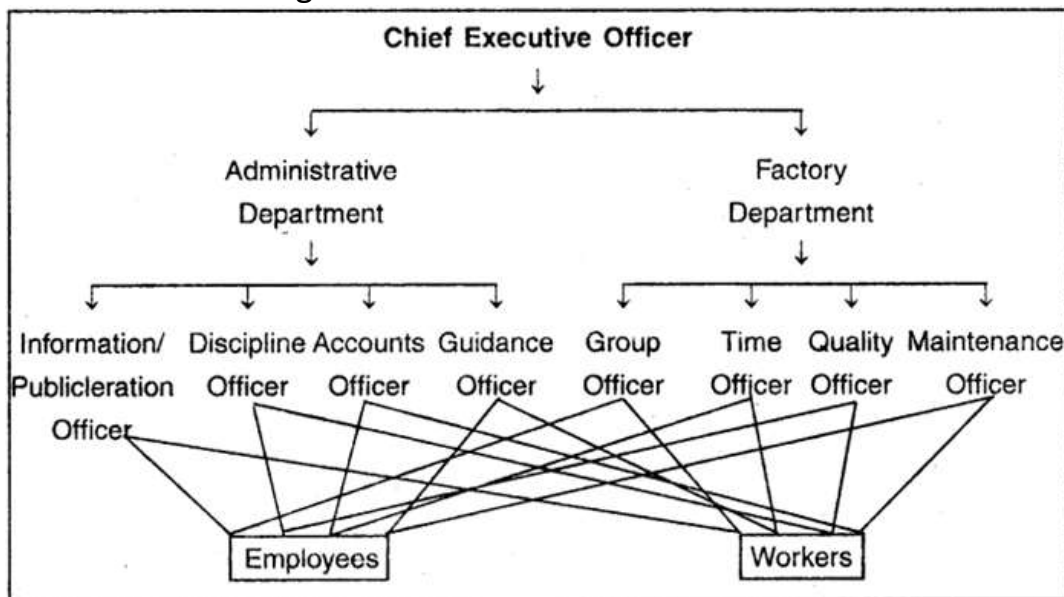 Chief Executive Officer
Administrative
Department
Factory
Department
Information/
Publicleration
Officer
Discipline
Officer
Accounts
Officer
Guidance
Officer
Group
Officer
Time
Officer
Quality
Officer
Maintenance
Officer
Employees
Workers